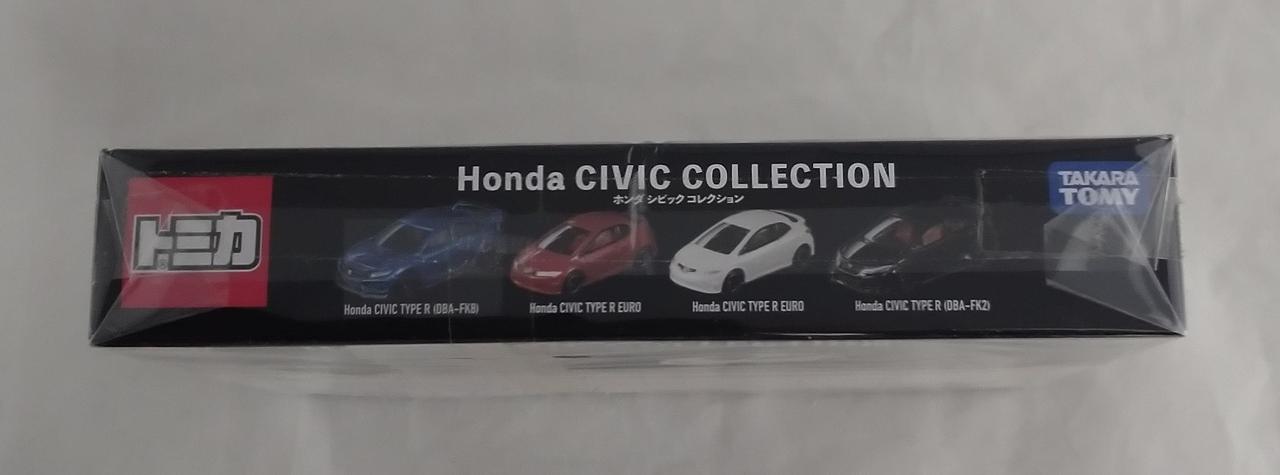 Honda CIVIC COLLECTION
ホンダ シビック コレクション
トミカ
®
TAKARA
TOMY
Honda CIVIC TYPE R (DBA-FK8)
Honda CIVIC TYPE R EURO
Honda CIVIC TYPE R EURO
Honda CIVIC TYPE R (DBA-FK2)